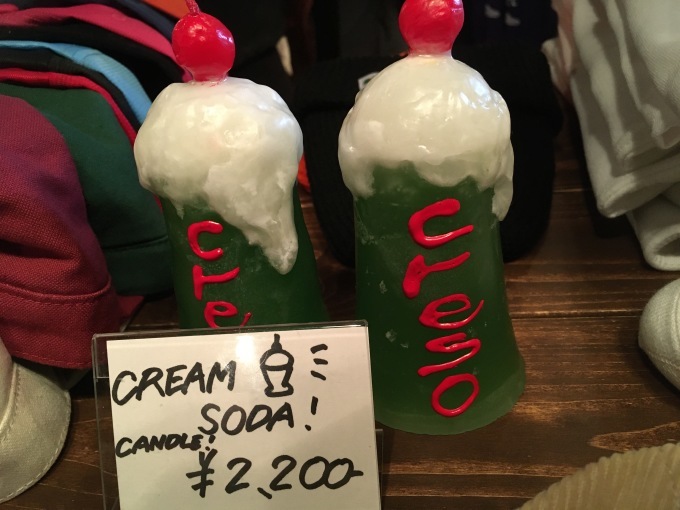 cre
creso
CREAM
SODA!
CANDLE!
¥2,200-